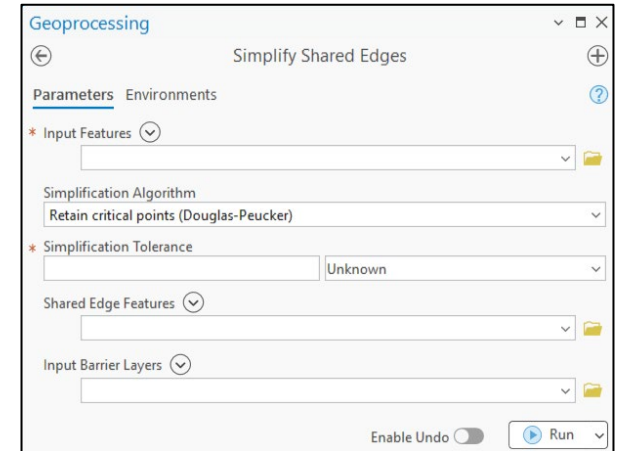 Geoprocessing
Simplify Shared Edges
Parameters Environments
* Input Features
Simplification Algorithm
Retain critical points (Douglas-Peucker)
* Simplification Tolerance
Unknown
Shared Edge Features
Input Barrier Layers
Enable Undo Run